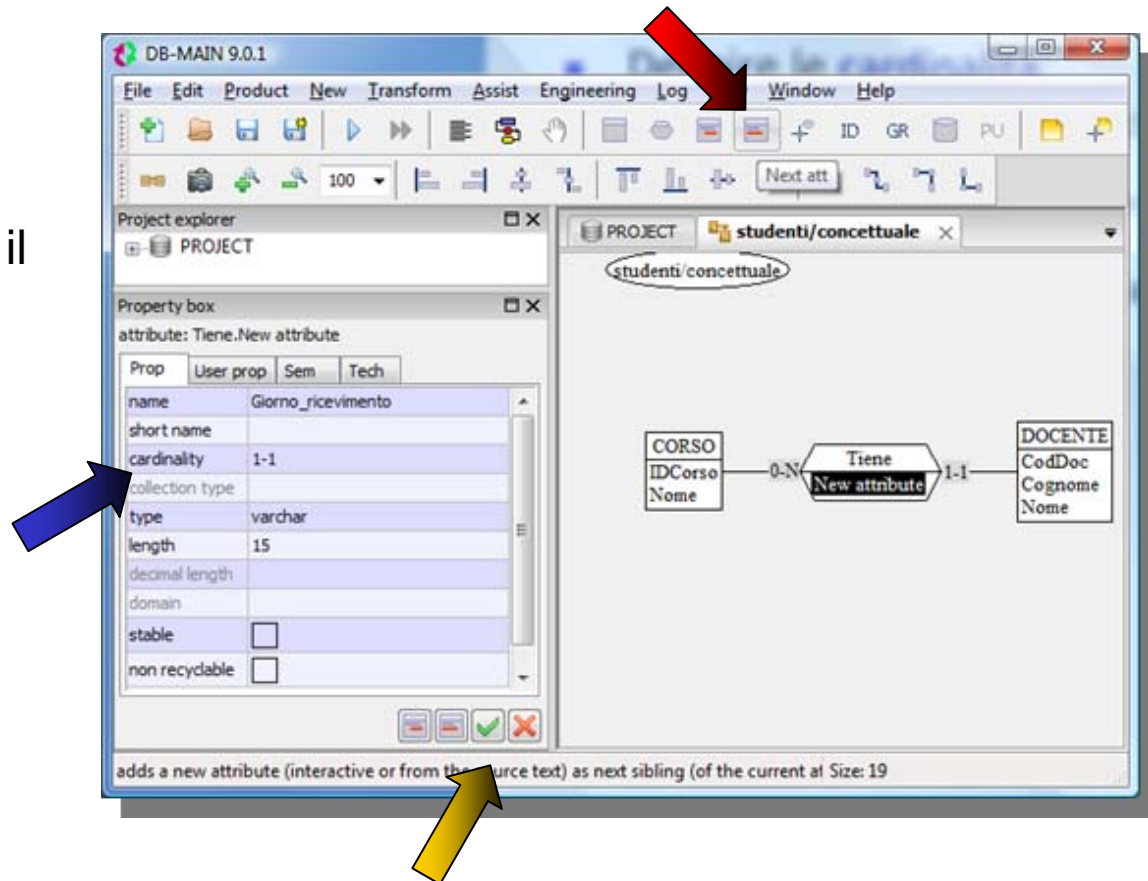 DB-MAIN 9.0.1
File Edit Product New Transform Assist Engineering Log Window Help
ID GR PU
100
Next att
il
Project explorer
PROJECT
PROJECT studenti/concettuale
studenti/concettuale
Property box
attribute: Tiene.New attribute
Prop User prop Sem Tech
name Giorno_ricevimento
short name
cardinality 1-1
collection type
type varchar
length 15
decimal length
domain
stable
non recyclable
CORSO
IDCorso
Nome
0-N
Tiene
New attribute
1-1
DOCENTE
CodDoc
Cognome
Nome
adds a new attribute (interactive or from the source text) as next sibling (of the current at Size: 19